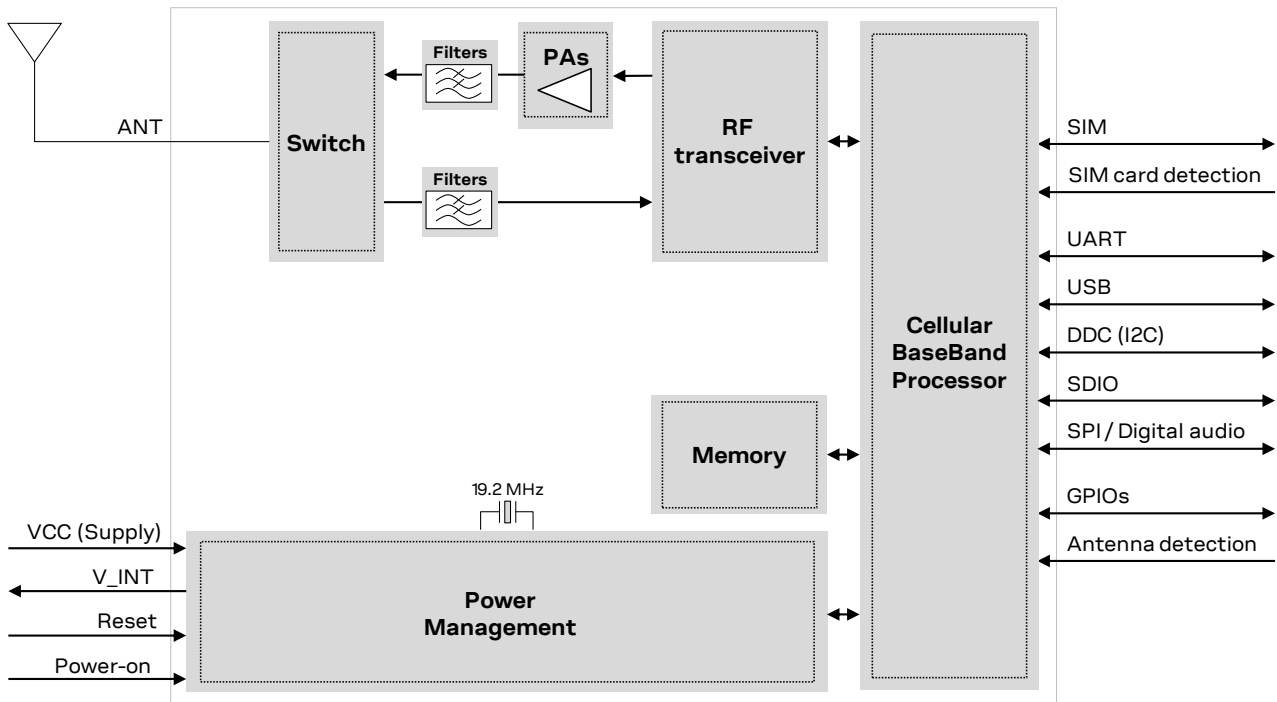 Filters
PAs
ANT
Switch
RF
transceiver
Filters
SIM
SIM card detection
UART
USB
DDC (I2C)
SDIO
SPI / Digital audio
GPIOs
Antenna detection
Cellular
BaseBand
Processor
Memory
19.2 MHz
VCC (Supply)
V_INT
Reset
Power-on
Power
Management